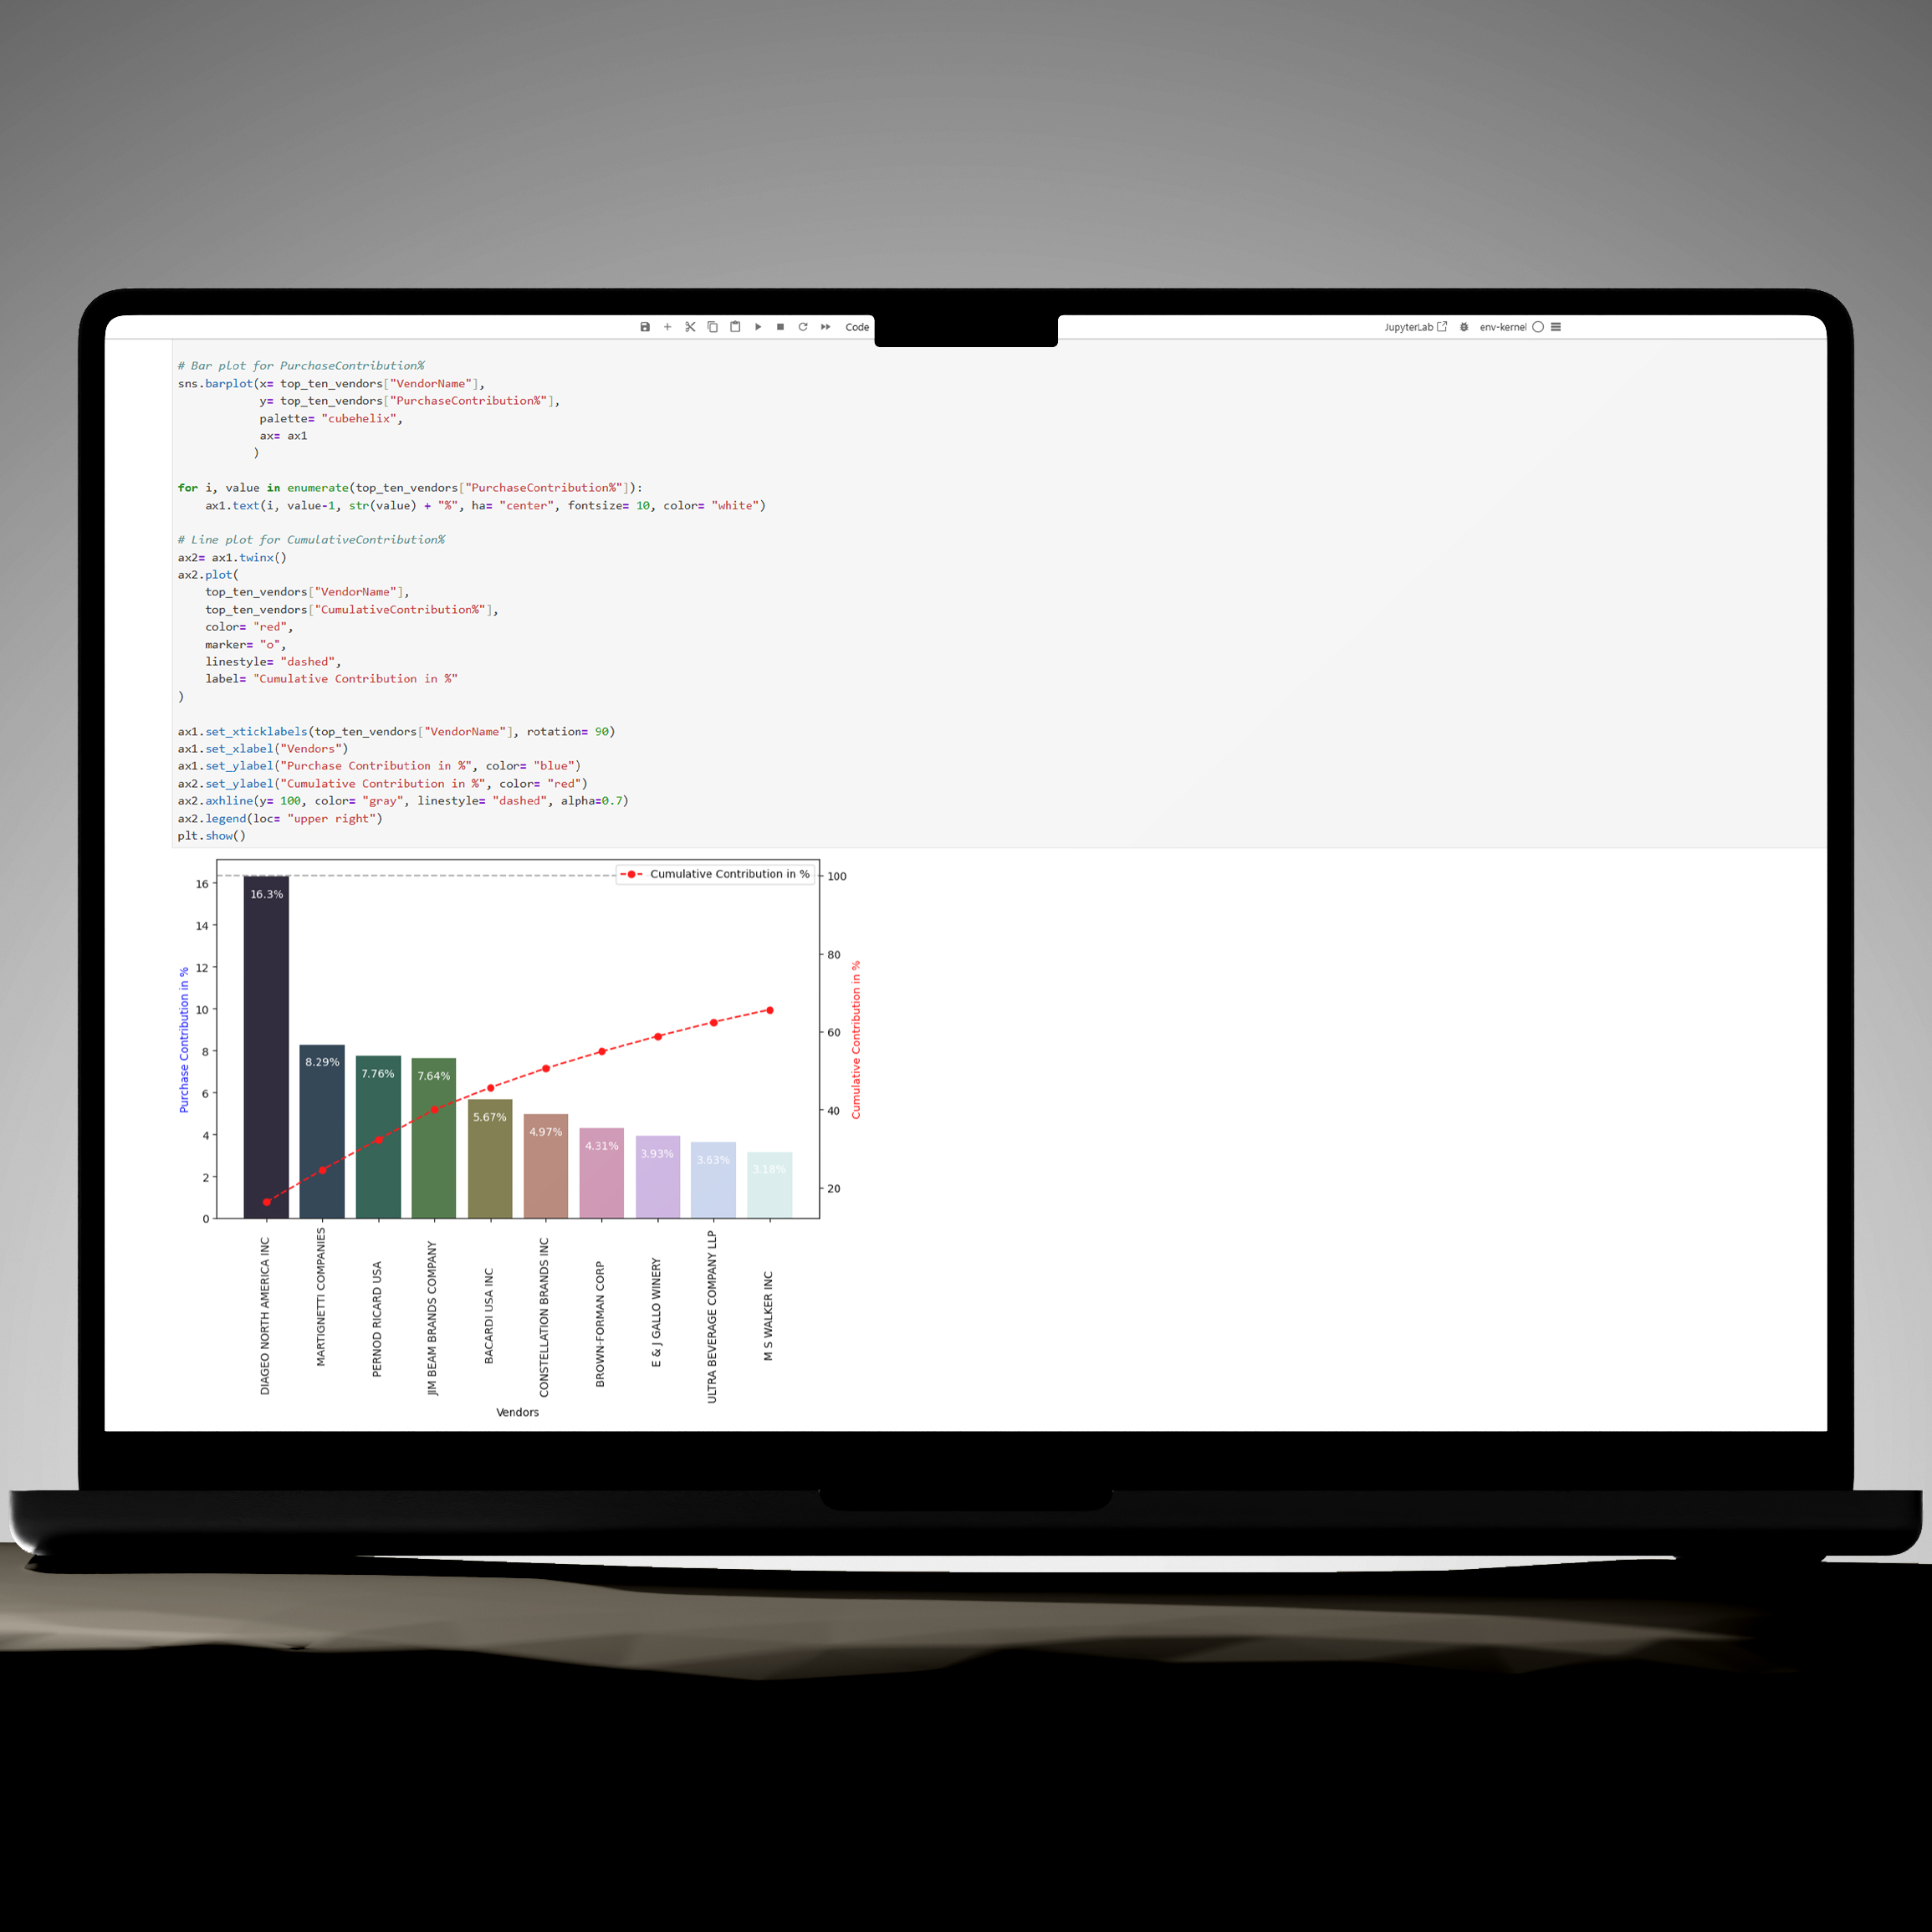 Code
JupyterLab env-kernel
# Bar plot for PurchaseContribution%
sns.barplot(x= top_ten_vendors["VendorName"],
            y= top_ten_vendors["PurchaseContribution%"],
            palette= "cubehelix",
            ax= ax1
           )
for i, value in enumerate(top_ten_vendors["PurchaseContribution%"]):
    ax1.text(i, value-1, str(value) + "%", ha= "center", fontsize= 10, color= "white")
# Line plot for CumulativeContribution%
ax2= ax1.twinx()
ax2.plot(
    top_ten_vendors["VendorName"],
    top_ten_vendors["CumulativeContribution%"],
    color= "red",
    marker= "o",
    linestyle= "dashed",
    label= "Cumulative Contribution in %"
)
ax1.set_xticklabels(top_ten_vendors["VendorName"], rotation= 90)
ax1.set_xlabel("Vendors")
ax1.set_ylabel("Purchase Contribution in %", color= "blue")
ax2.set_ylabel("Cumulative Contribution in %", color= "red")
ax2.axhline(y= 100, color= "gray", linestyle= "dashed", alpha=0.7)
ax2.legend(loc= "upper right")
plt.show()
Cumulative Contribution in %
Purchase Contribution in %
16
14
12
10
8
6
4
2
0
16.3%
8.29%
7.76%
7.64%
5.67%
4.97%
4.31%
3.93%
3.63%
3.18%
100
80
60
40
20
Cumulative Contribution in %
DIAGEO NORTH AMERICA INC
MARTIGNETTI COMPANIES
PERNOD RICARD USA
JIM BEAM BRANDS COMPANY
BACARDI USA INC
CONSTELLATION BRANDS INC
BROWN-FORMAN CORP
E & J GALLO WINERY
ULTRA BEVERAGE COMPANY LLP
M S WALKER INC
Vendors